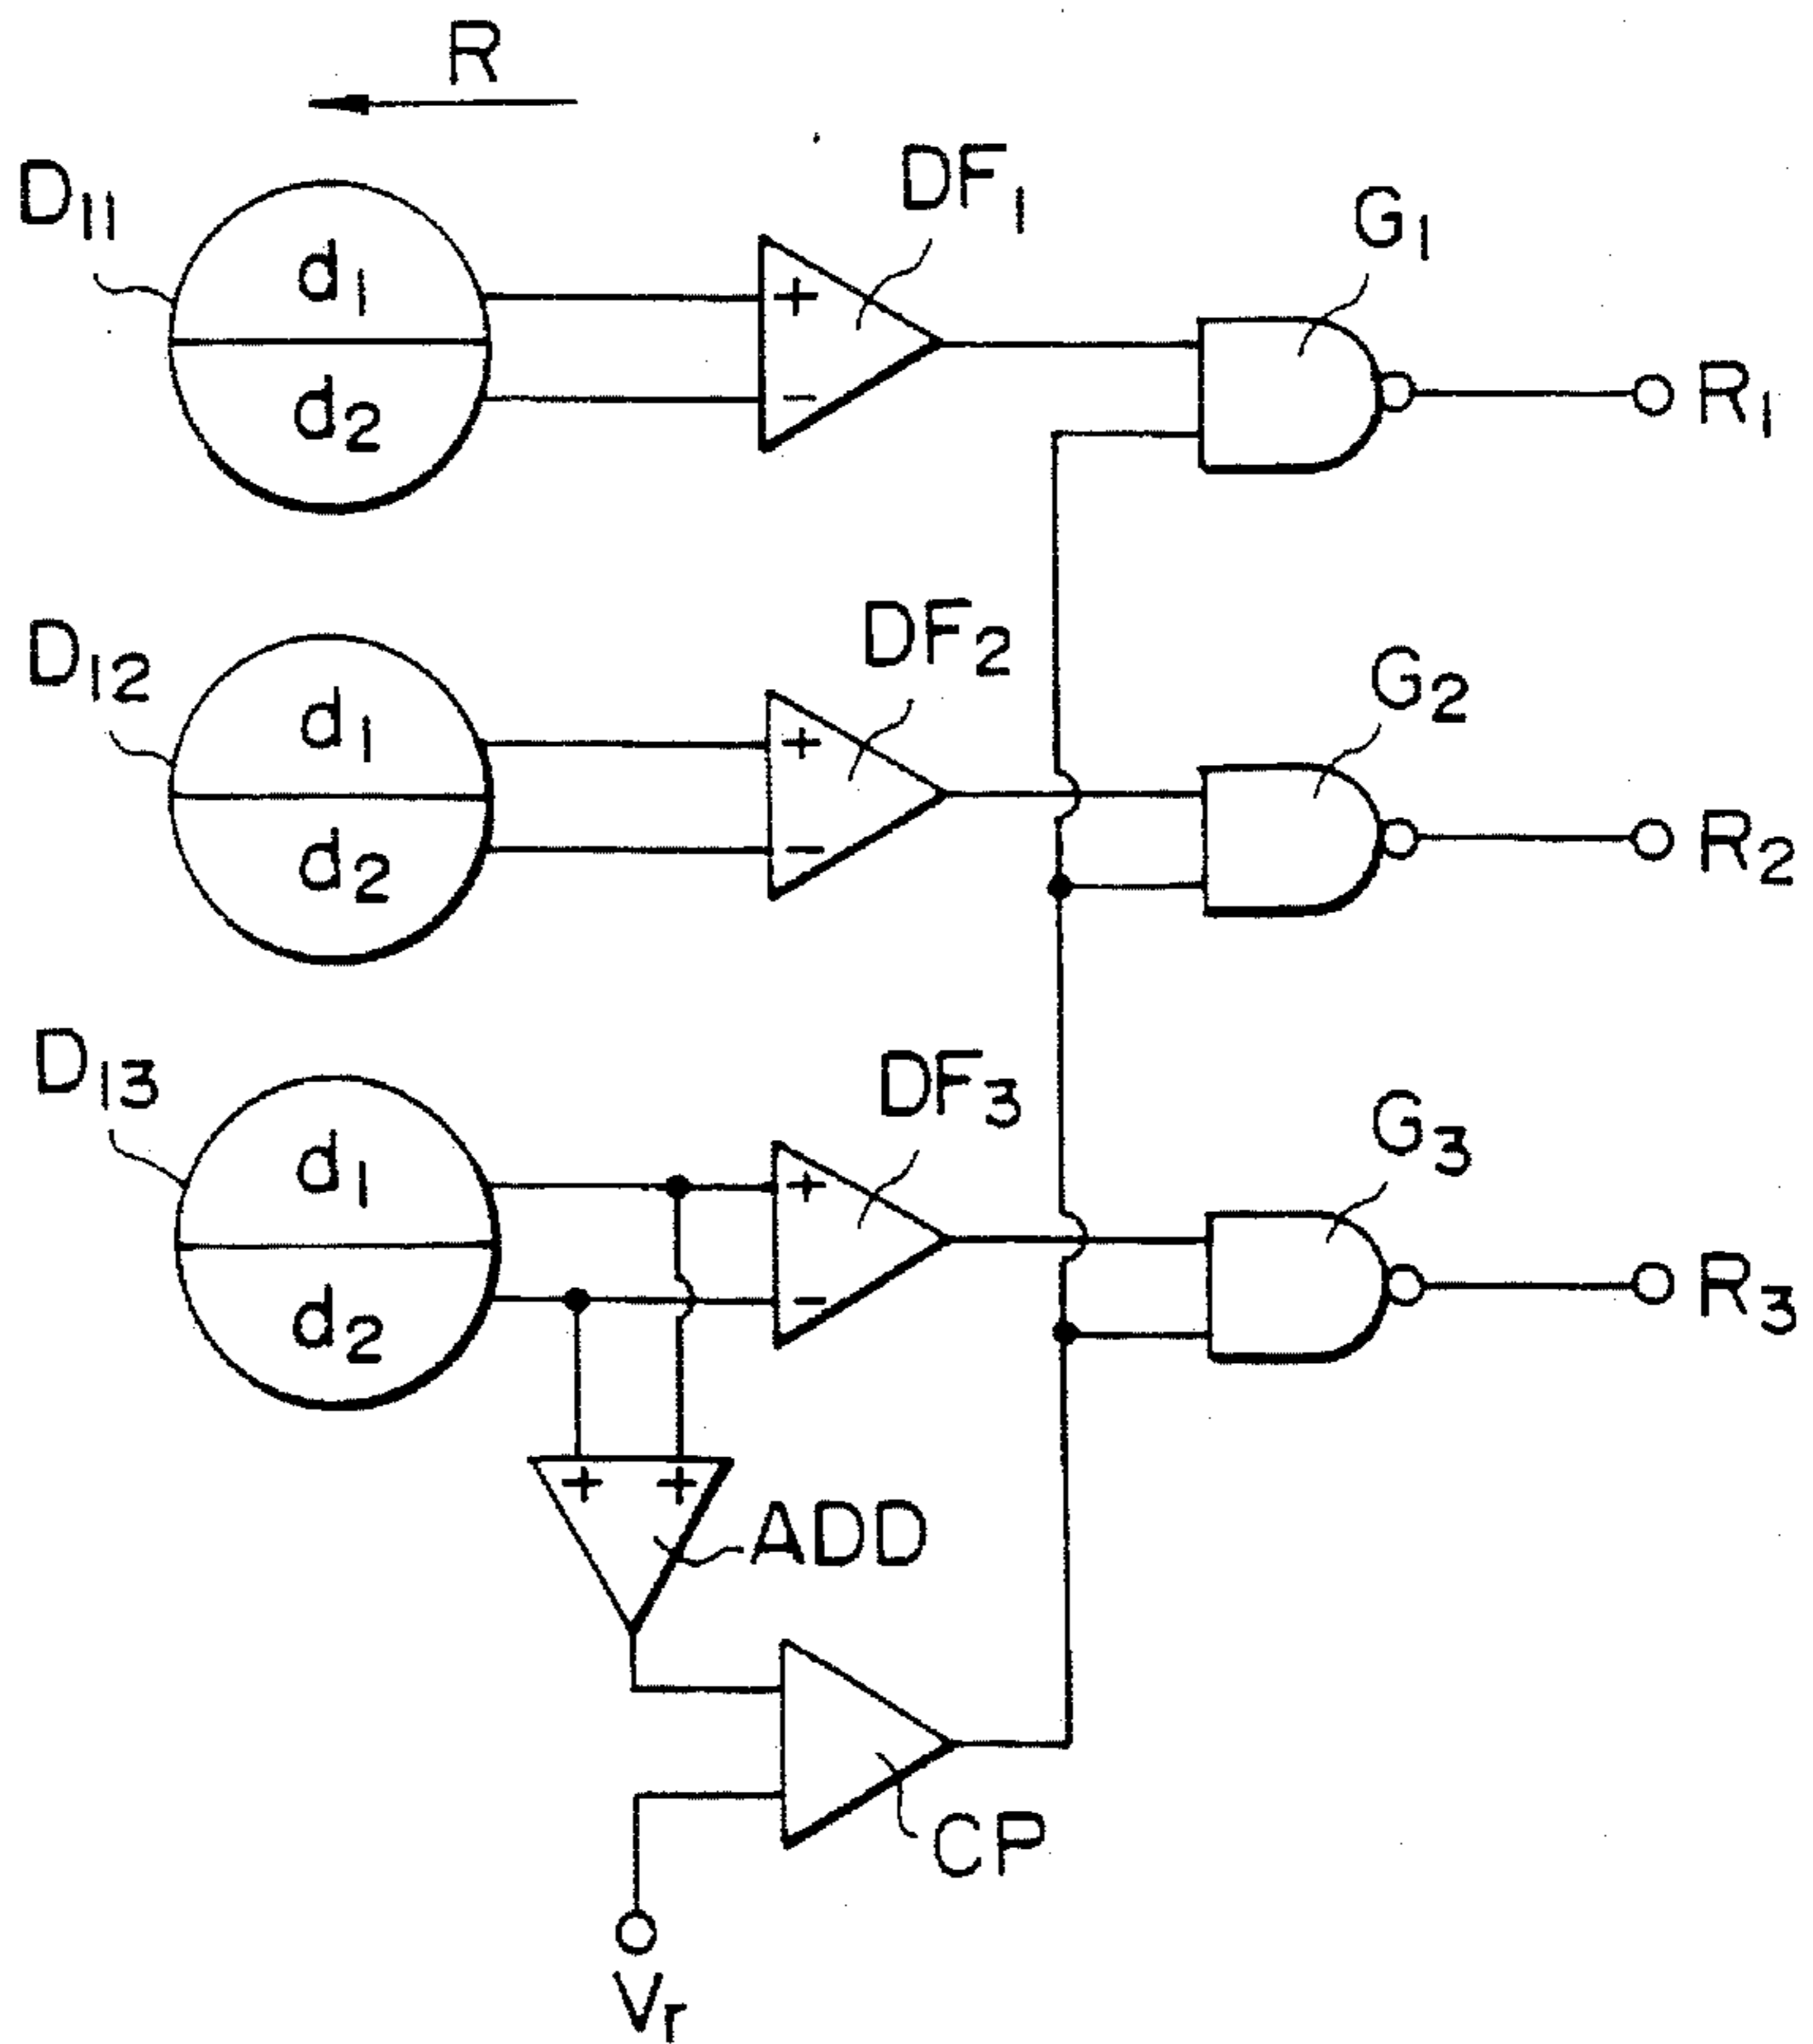 R
D₁₁
d₁
d₂
DF₁
+
−
G₁
R₁
D₁₂
d₁
d₂
DF₂
+
−
G₂
R₂
D₁₃
d₁
d₂
DF₃
+
−
G₃
R₃
+ +
ADD
CP
Vr